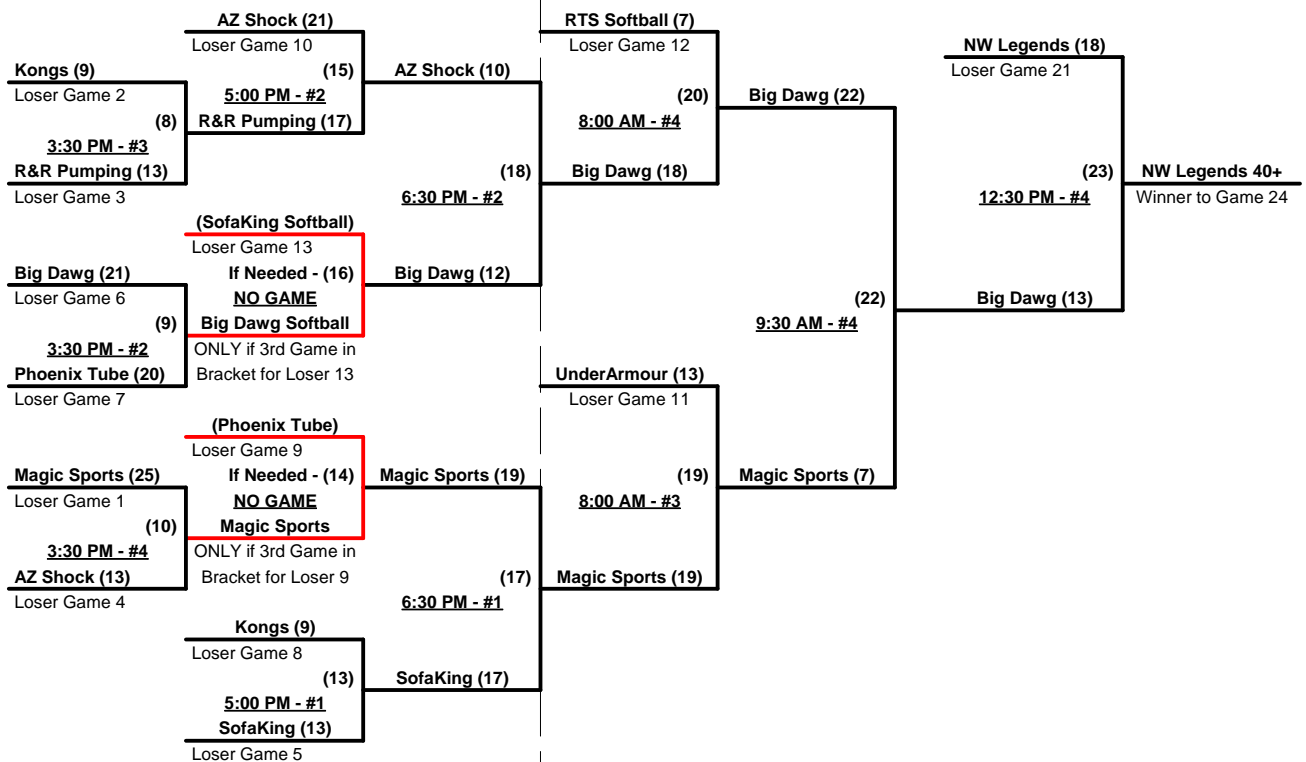 AZ Shock (21)
Loser Game 10
Kongs (9)
Loser Game 2
(15)
5:00 PM - #2
AZ Shock (10)
(8)
3:30 PM - #3
R&R Pumping (17)
R&R Pumping (13)
Loser Game 3
(18)
6:30 PM - #2
(SofaKing Softball)
Loser Game 13
Big Dawg (21)
Loser Game 6
If Needed - (16)
NO GAME
Big Dawg (12)
(9)
3:30 PM - #2
Big Dawg Softball
ONLY if 3rd Game in
Bracket for Loser 13
Phoenix Tube (20)
Loser Game 7
(Phoenix Tube)
Loser Game 9
Magic Sports (25)
Loser Game 1
If Needed - (14)
NO GAME
Magic Sports (19)
(10)
3:30 PM - #4
Magic Sports
ONLY if 3rd Game in
Bracket for Loser 9
AZ Shock (13)
Loser Game 4
(17)
6:30 PM - #1
Kongs (9)
Loser Game 8
(13)
5:00 PM - #1
SofaKing (17)
SofaKing (13)
Loser Game 5
RTS Softball (7)
Loser Game 12
(20)
8:00 AM - #4
Big Dawg (22)
Big Dawg (18)
UnderArmour (13)
Loser Game 11
(19)
8:00 AM - #3
Magic Sports (7)
Magic Sports (19)
(22)
9:30 AM - #4
NW Legends (18)
Loser Game 21
(23)
12:30 PM - #4
NW Legends 40+
Winner to Game 24
Big Dawg (13)